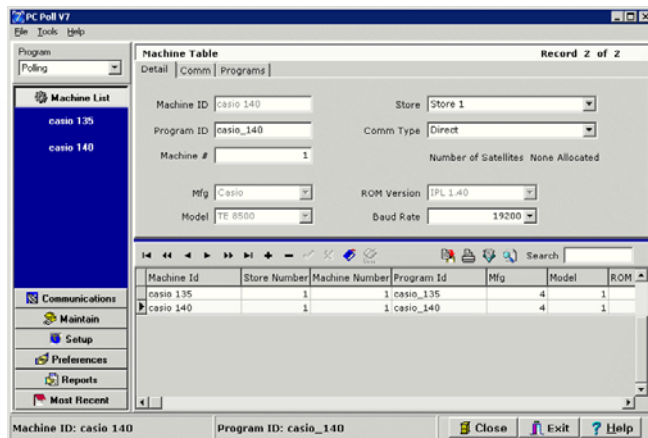 PC Poll V7
File Tools Help
Program
Polling
Machine List
casio 135
casio 140
Communications
Maintain
Setup
Preferences
Reports
Most Recent
Machine Table Record 2 of 2
Detail Comm Programs
Machine ID casio 140 Store Store 1
Program ID casio_140 Comm Type Direct
Machine # 1 Number of Satellites None Allocated
Mfg Casio ROM Version IPL 1.40
Model TE 8500 Baud Rate 19200
Search
Machine Id Store Number Machine Number Program Id Mfg Model ROM
casio 135 1 1 casio_135 4 1
casio 140 1 1 casio_140 4 1
Machine ID: casio 140 Program ID: casio_140 Close Exit Help